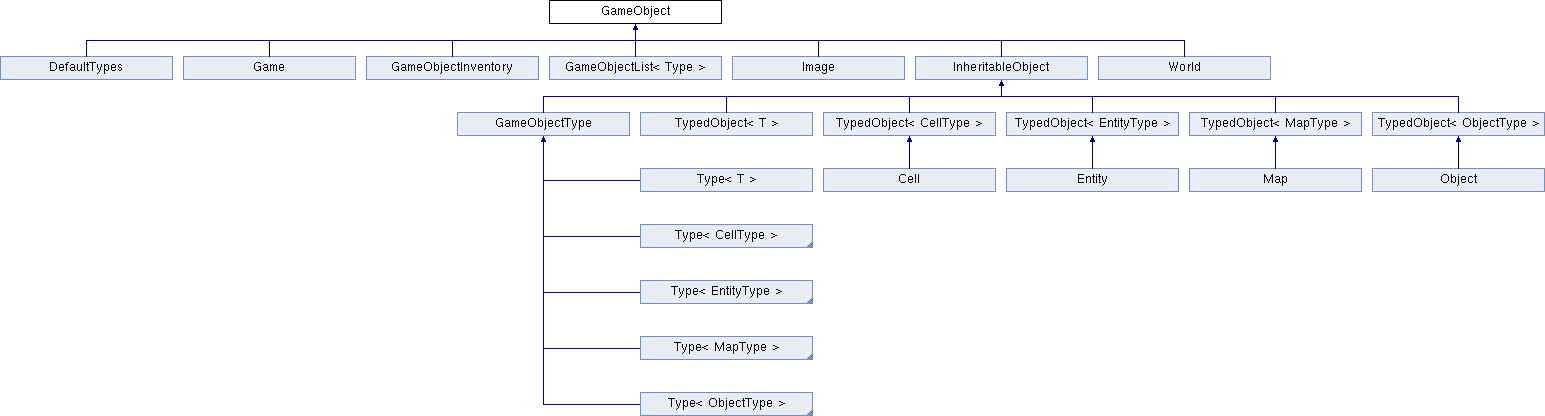 GameObject
DefaultTypes
Game
GameObjectInventory
GameObjectList< Type >
Image
InheritableObject
World
GameObjectType
TypedObject< T >
TypedObject< CellType >
TypedObject< EntityType >
TypedObject< MapType >
TypedObject< ObjectType >
Type< T >
Cell
Entity
Map
Object
Type< CellType >
Type< EntityType >
Type< MapType >
Type< ObjectType >